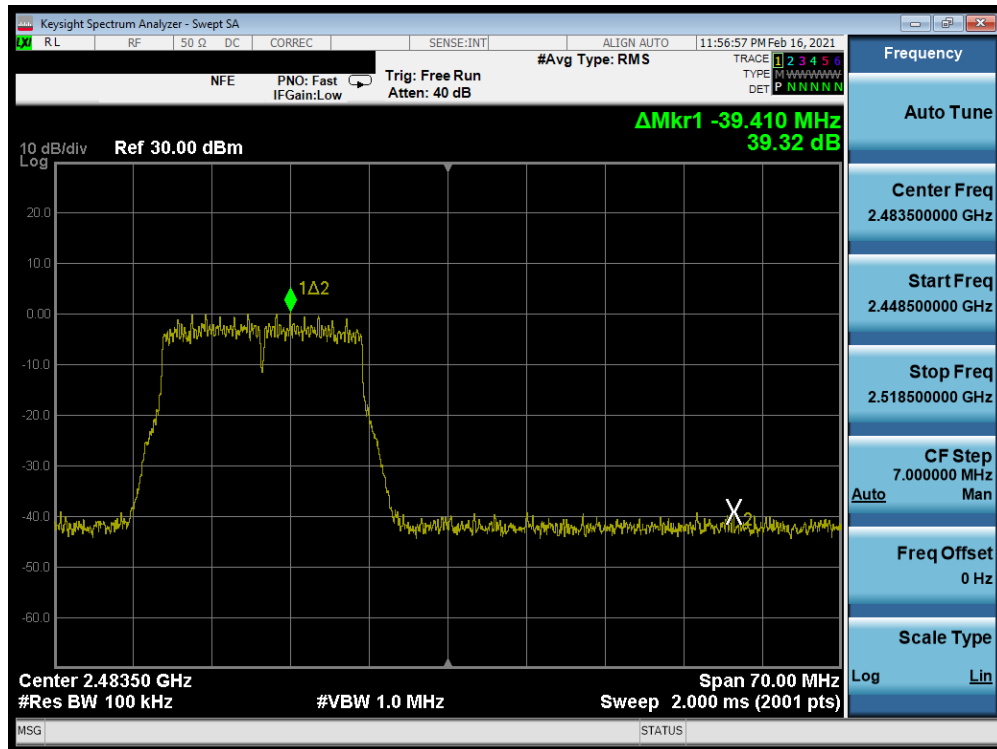 Keysight Spectrum Analyzer - Swept SA
LXI RL RF 50 Ω DC CORREC SENSE:INT ALIGN AUTO 11:56:57 PM Feb 16, 2021
NFE PNO: Fast Trig: Free Run #Avg Type: RMS TRACE 1 2 3 4 5 6
IFGain:Low Atten: 40 dB TYPE M WWWWW
DET P N N N N N
ΔMkr1 -39.410 MHz
39.32 dB
10 dB/div Ref 30.00 dBm
Log
20.0
10.0
0.00
-10.0
-20.0
-30.0
-40.0
-50.0
-60.0
1Δ2
X2
Center 2.48350 GHz Span 70.00 MHz
#Res BW 100 kHz #VBW 1.0 MHz Sweep 2.000 ms (2001 pts)
MSG STATUS
Frequency
Auto Tune
Center Freq
2.483500000 GHz
Start Freq
2.448500000 GHz
Stop Freq
2.518500000 GHz
CF Step
7.000000 MHz
Auto Man
Freq Offset
0 Hz
Scale Type
Log Lin